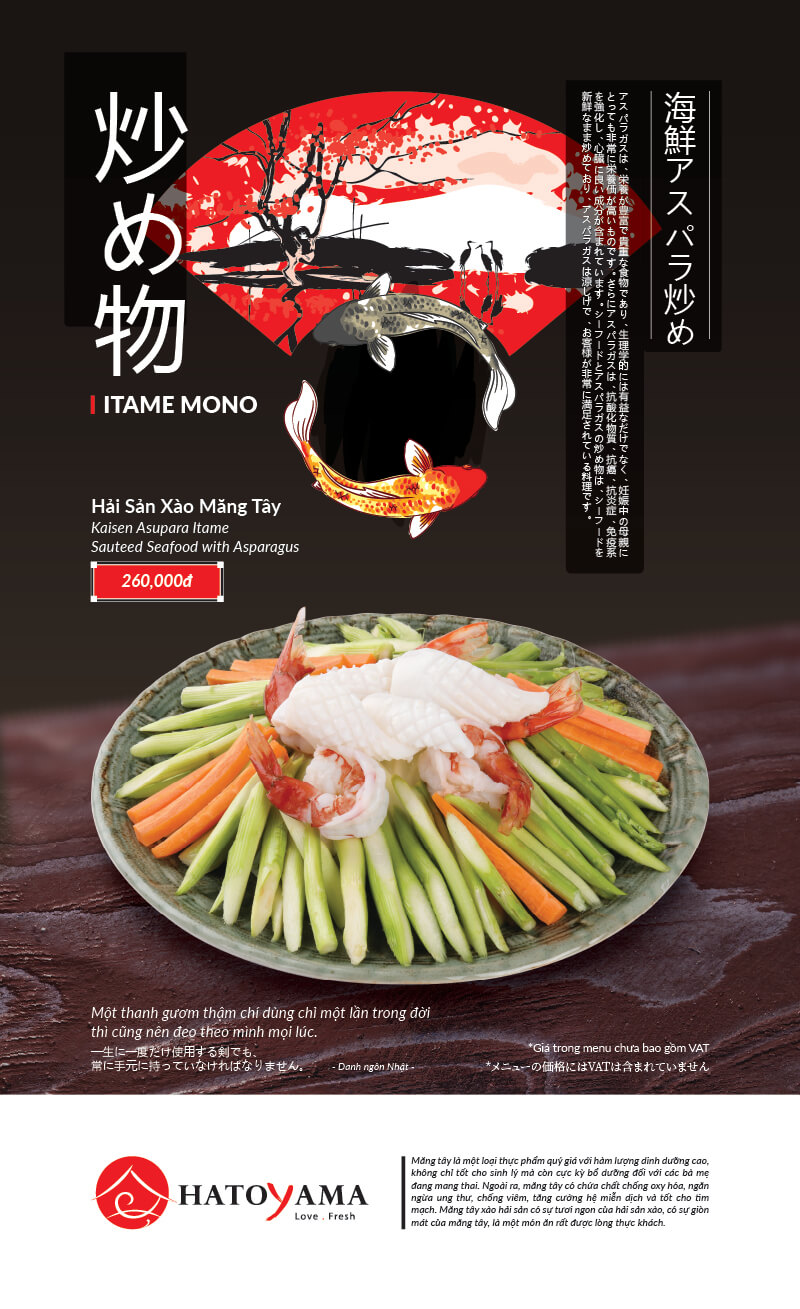 炒め物
ITAME MONO
海鮮アスパラ炒め
アスパラガスは、栄養が豊富で貴重な食物であり、生理学的には有益なだけでなく、妊娠中の母親に
とっても非常に栄養価が高いものです。さらにアスパラガスは、抗酸化物質、抗癌、抗炎症、免疫系
を強化し、心臓に良い成分が含まれています。シーフードとアスパラガスの炒め物は、シーフードを
新鮮なまま炒めており、アスパラガスは涼しげで、お客様が非常に満足されている料理です。
Hải Sản Xào Măng Tây
Kaisen Asupara Itame
Sauteed Seafood with Asparagus
260,000đ
Một thanh gươm thậm chí dùng chỉ một lần trong đời
thì cũng nên đeo theo mình mọi lúc.
一生に一度だけ使用する剣でも、
常に手元に持っていなければなりません。
- Danh ngôn Nhật -
*Giá trong menu chưa bao gồm VAT
*メニューの価格にはVATは含まれていません
HATOYAMA
Love . Fresh
Măng tây là một loại thực phẩm quý giá với hàm lượng dinh dưỡng cao,
không chỉ tốt cho sinh lý mà còn cực kỳ bổ dưỡng đối với các bà mẹ
đang mang thai. Ngoài ra, măng tây có chứa chất chống oxy hóa, ngăn
ngừa ung thư, chống viêm, tăng cường hệ miễn dịch và tốt cho tim
mạch. Măng tây xào hải sản có sự tươi ngon của hải sản xào, có sự giòn
mát của măng tây, là một món ăn rất được lòng thực khách.